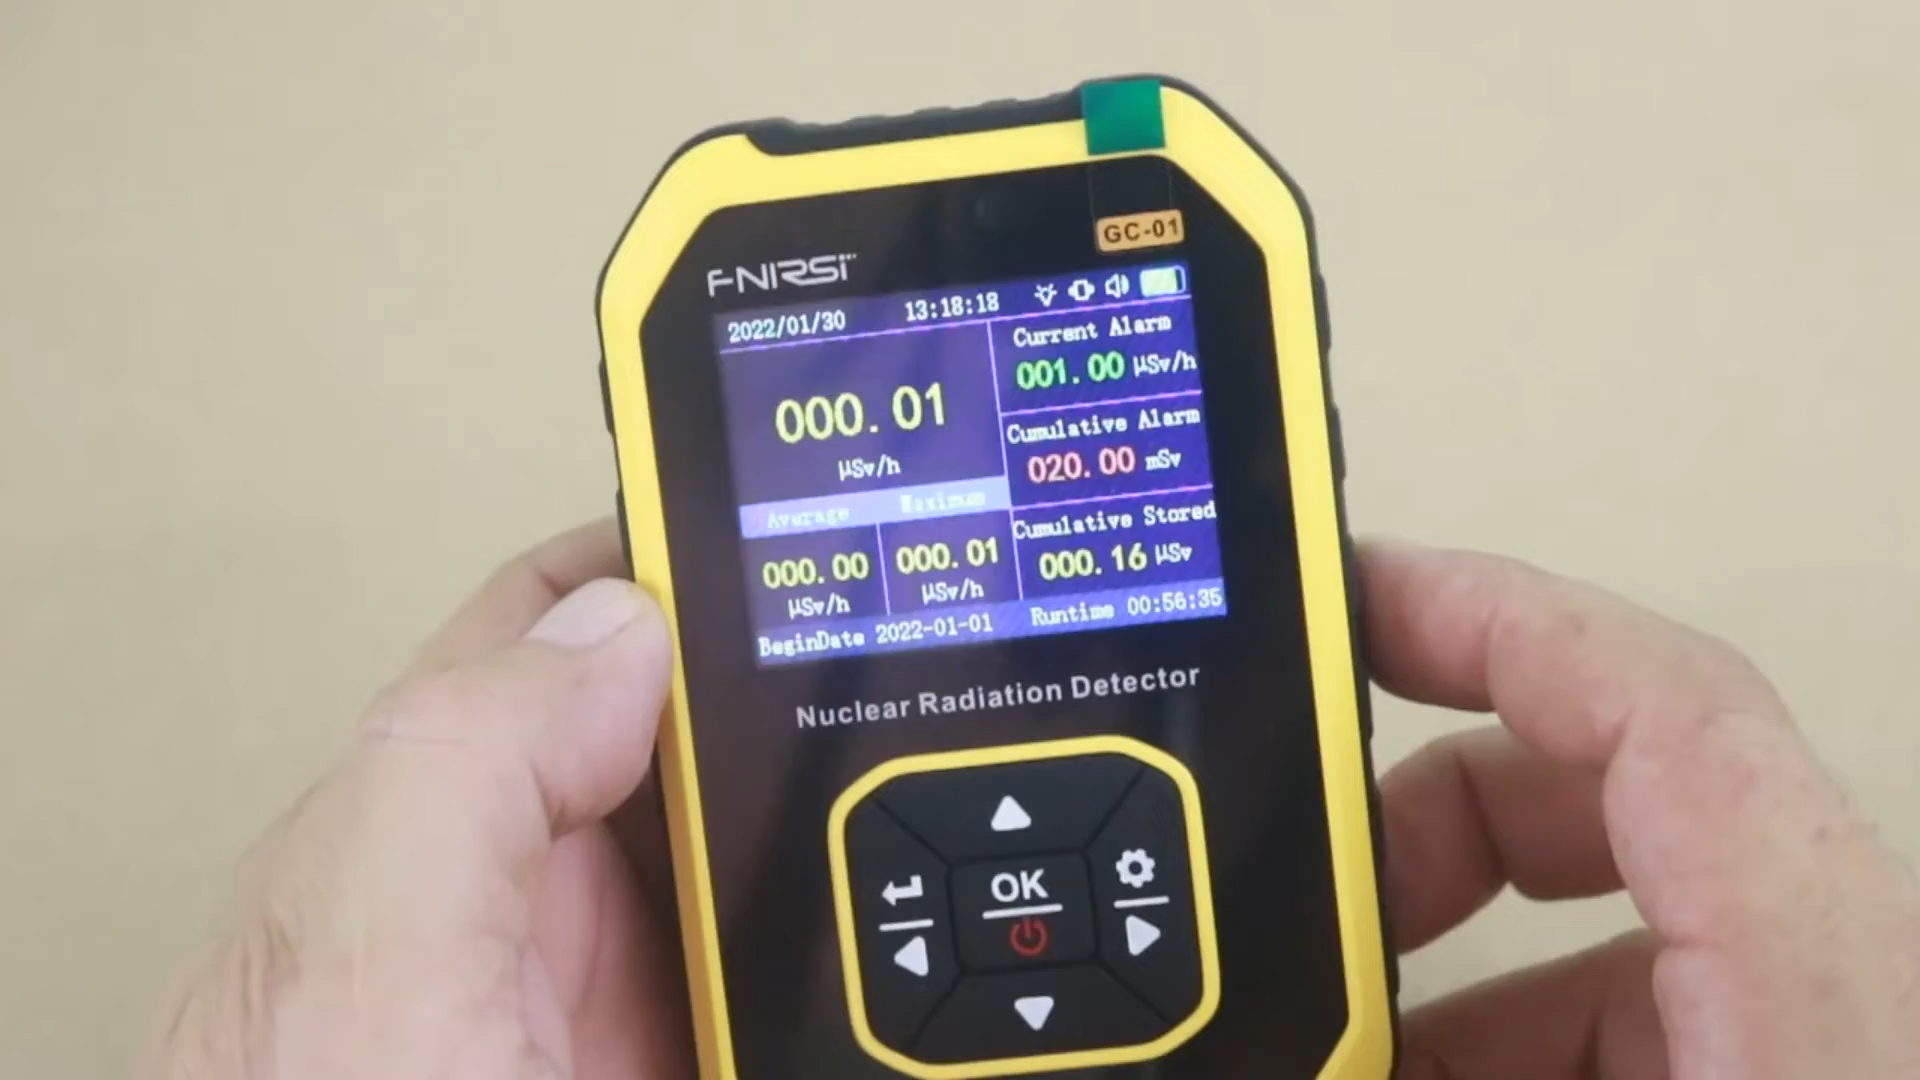 GC-01
FNIRSI
2022/01/30 13:18:18
000.01
µSv/h
Average Maximum
000.00 000.01
µSv/h µSv/h
Current Alarm
001.00 µSv/h
Cumulative Alarm
020.00 mSv
Cumulative Stored
000.16 µSv
BeginDate 2022-01-01 Runtime 00:56:35
Nuclear Radiation Detector
OK